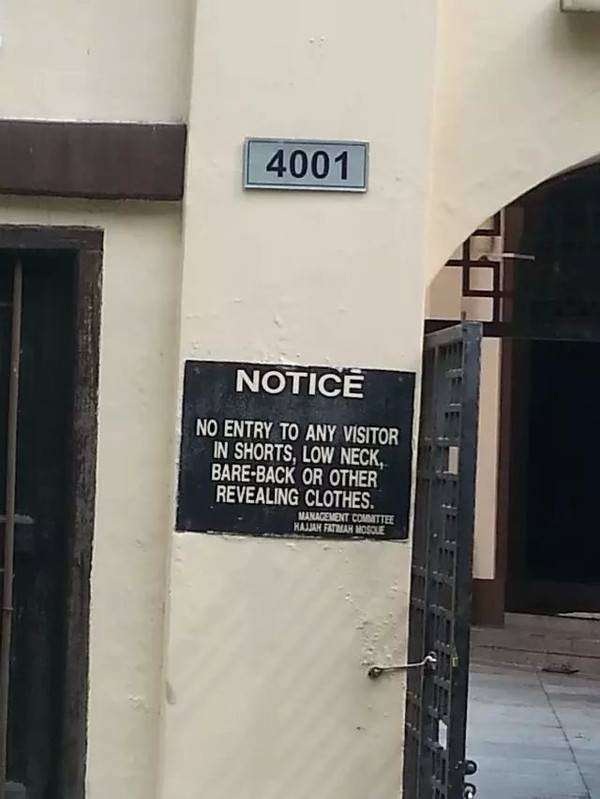 4001
NOTICE
NO ENTRY TO ANY VISITOR
IN SHORTS, LOW NECK,
BARE-BACK OR OTHER
REVEALING CLOTHES.
MANAGEMENT COMMITTEE
HAJJAH FATIMAH MOSQUE